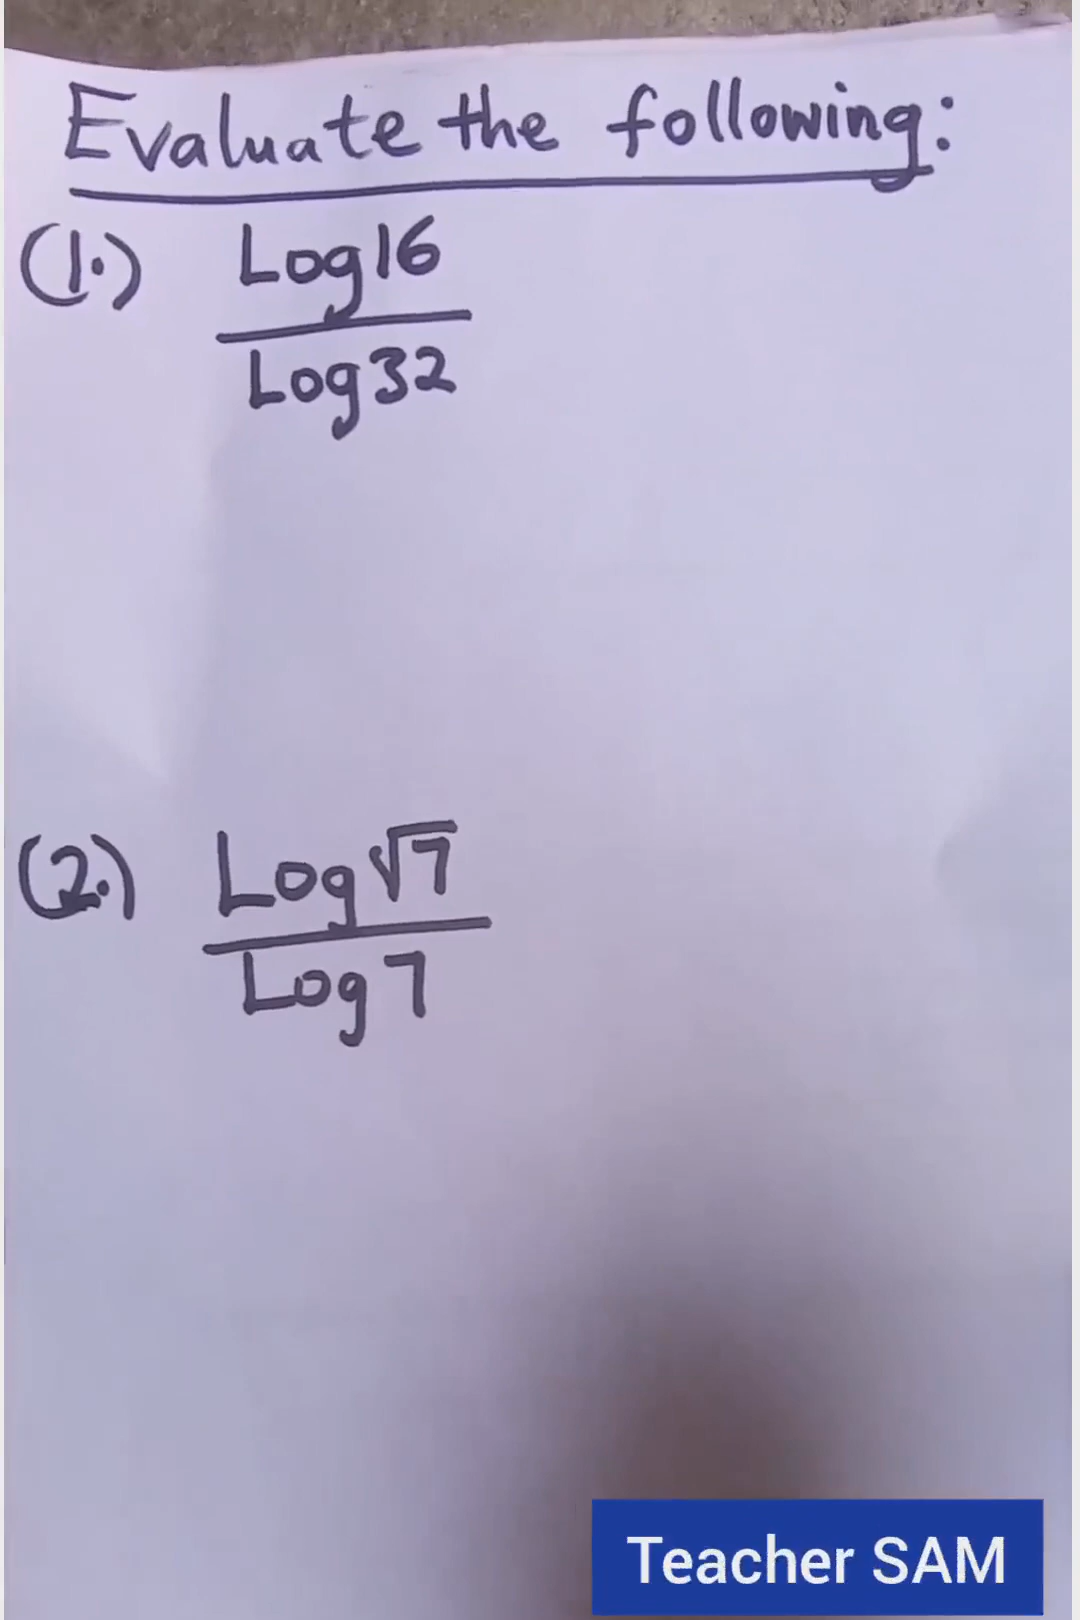 Evaluate the following:
(1.) Log16
Log32
(2.) Log√7
Log7
Teacher SAM